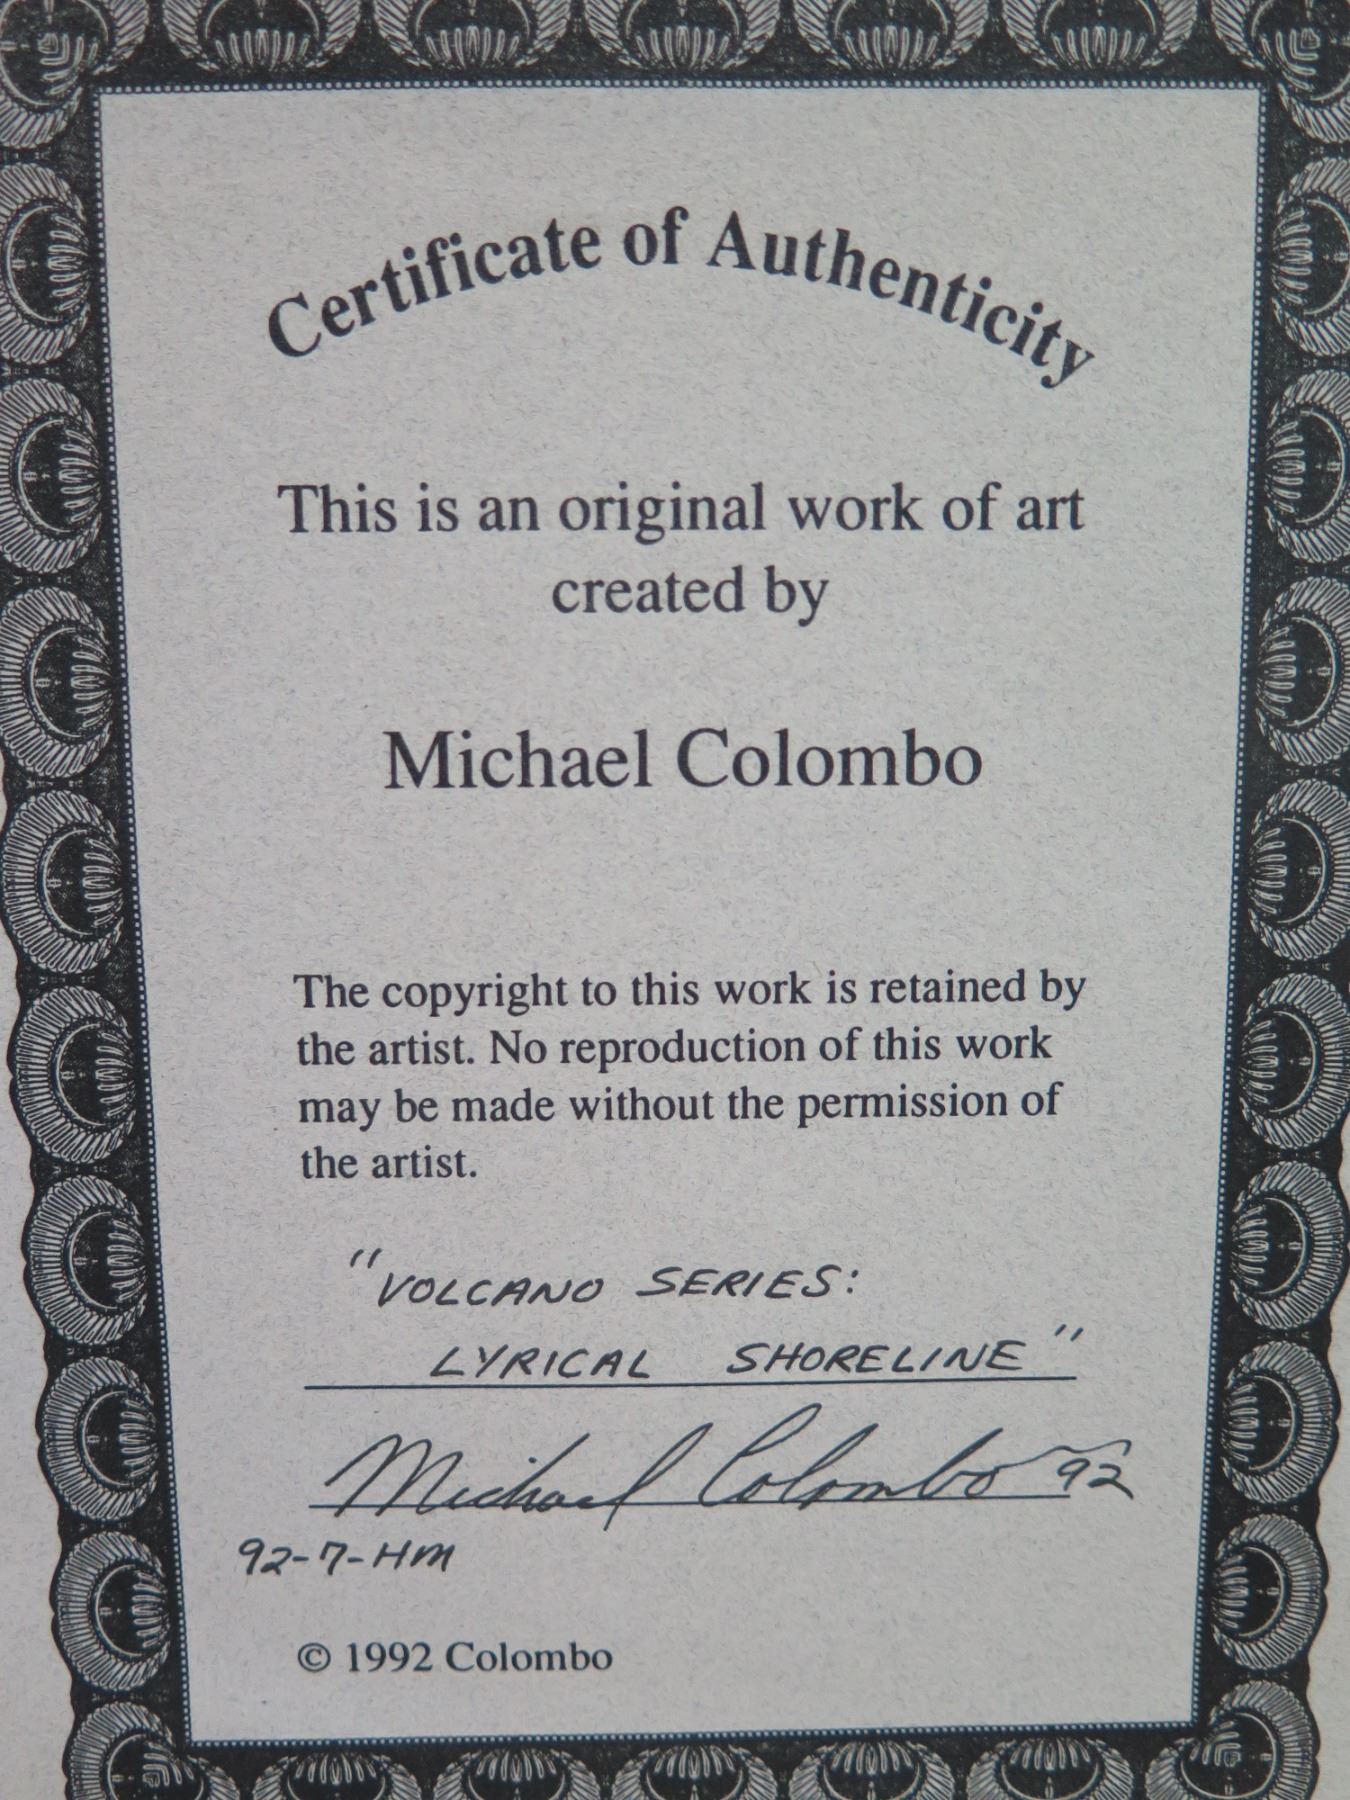 Certificate of Authenticity
This is an original work of art
created by
Michael Colombo
The copyright to this work is retained by
the artist. No reproduction of this work
may be made without the permission of
the artist.
"VOLCANO SERIES:
LYRICAL SHORELINE"
Michael Colombo 92
92-7-HM
© 1992 Colombo